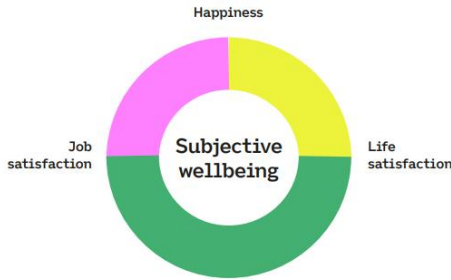 Happiness
Job
satisfaction
Subjective
wellbeing
Life
satisfaction